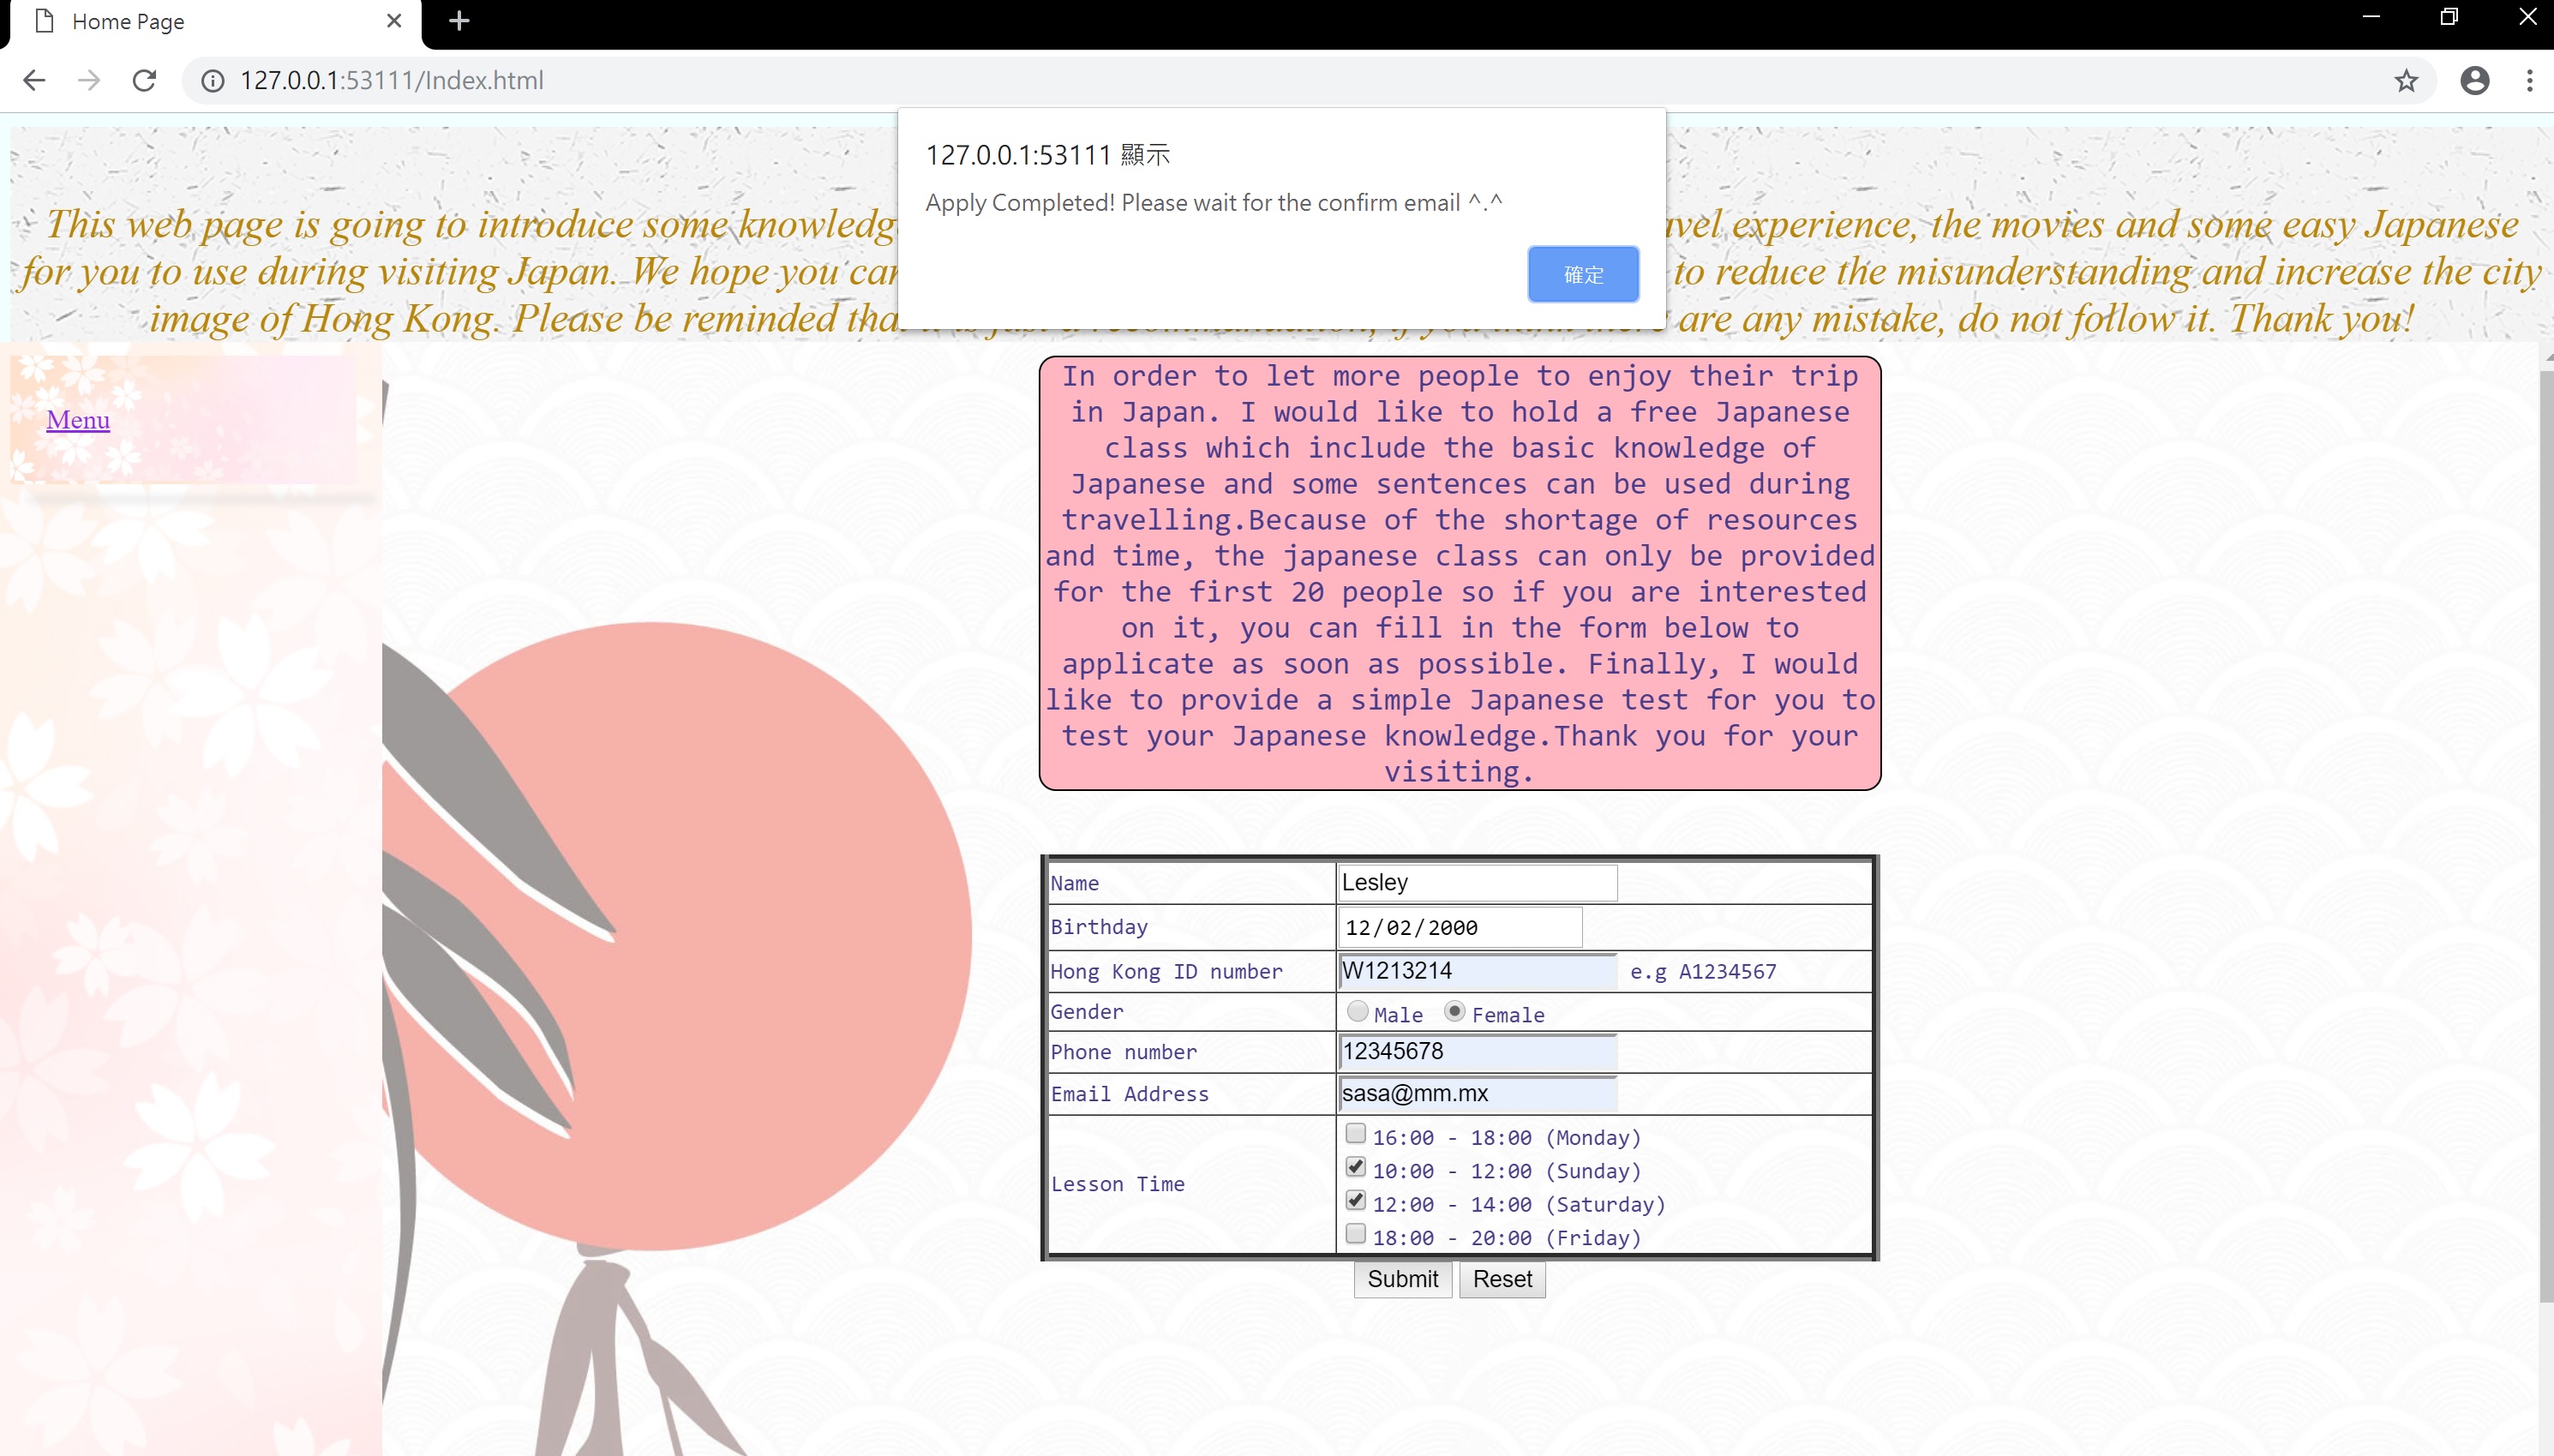 Home Page
127.0.0.1:53111/Index.html
127.0.0.1:53111 顯示
Apply Completed! Please wait for the confirm email ^.^
確定
This web page is going to introduce some knowledg
vel experience, the movies and some easy Japanese
for you to use during visiting Japan. We hope you can
to reduce the misunderstanding and increase the city
image of Hong Kong. Please be reminded that
are any mistake, do not follow it. Thank you!
Menu
In order to let more people to enjoy their trip
in Japan. I would like to hold a free Japanese
class which include the basic knowledge of
Japanese and some sentences can be used during
travelling.Because of the shortage of resources
and time, the japanese class can only be provided
for the first 20 people so if you are interested
on it, you can fill in the form below to
applicate as soon as possible. Finally, I would
like to provide a simple Japanese test for you to
test your Japanese knowledge.Thank you for your
visiting.
Name Lesley
Birthday 12/02/2000
Hong Kong ID number W1213214 e.g A1234567
Gender Male Female
Phone number 12345678
Email Address sasa@mm.mx
Lesson Time
16:00 - 18:00 (Monday)
10:00 - 12:00 (Sunday)
12:00 - 14:00 (Saturday)
18:00 - 20:00 (Friday)
Submit Reset